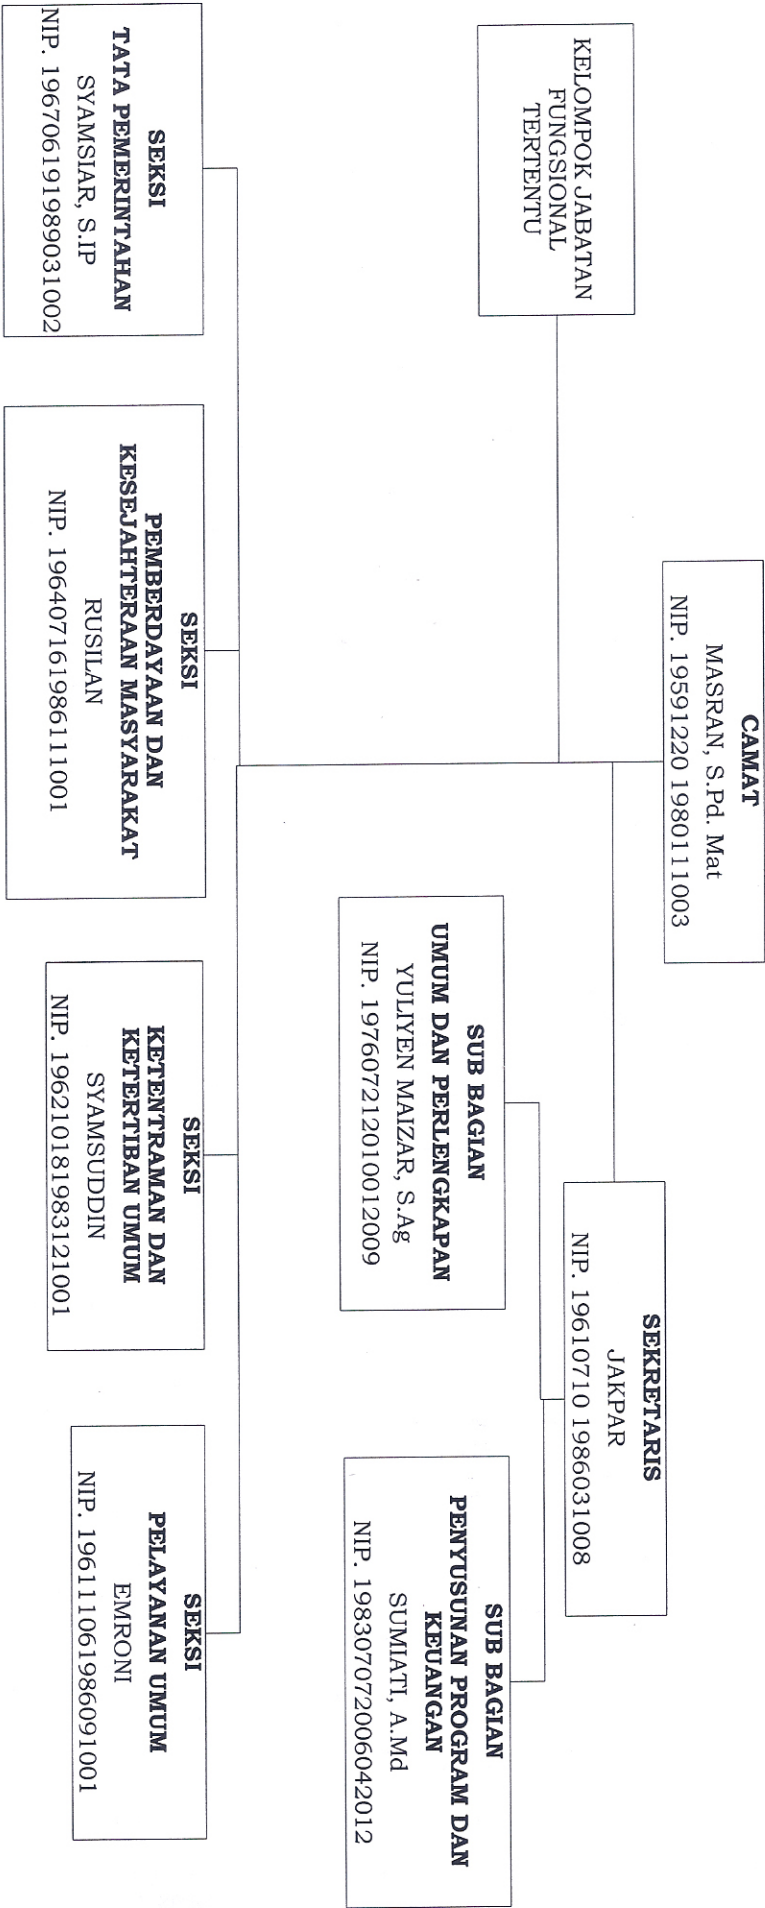 CAMAT
MASRAN, S.Pd. Mat
NIP. 19591220 1980111003
KELOMPOK JABATAN
FUNGSIONAL
TERTENTU
SEKRETARIS
JAKPAR
NIP. 19610710 1986031008
SUB BAGIAN
UMUM DAN PERLENGKAPAN
YULIYEN MAIZAR, S.Ag
NIP. 197607212010012009
SUB BAGIAN
PENYUSUNAN PROGRAM DAN
KEUANGAN
SUMIATI, A.Md
NIP. 198307072006042012
SEKSI
TATA PEMERINTAHAN
SYAMSIAR, S.IP
NIP. 196706191989031002
SEKSI
PEMBERDAYAAN DAN
KESEJAHTERAAN MASYARAKAT
RUSILAN
NIP. 196407161986111001
SEKSI
KETENTRAMAN DAN
KETERTIBAN UMUM
SYAMSUDDIN
NIP. 196210181983121001
SEKSI
PELAYANAN UMUM
EMRONI
NIP. 196111061986091001